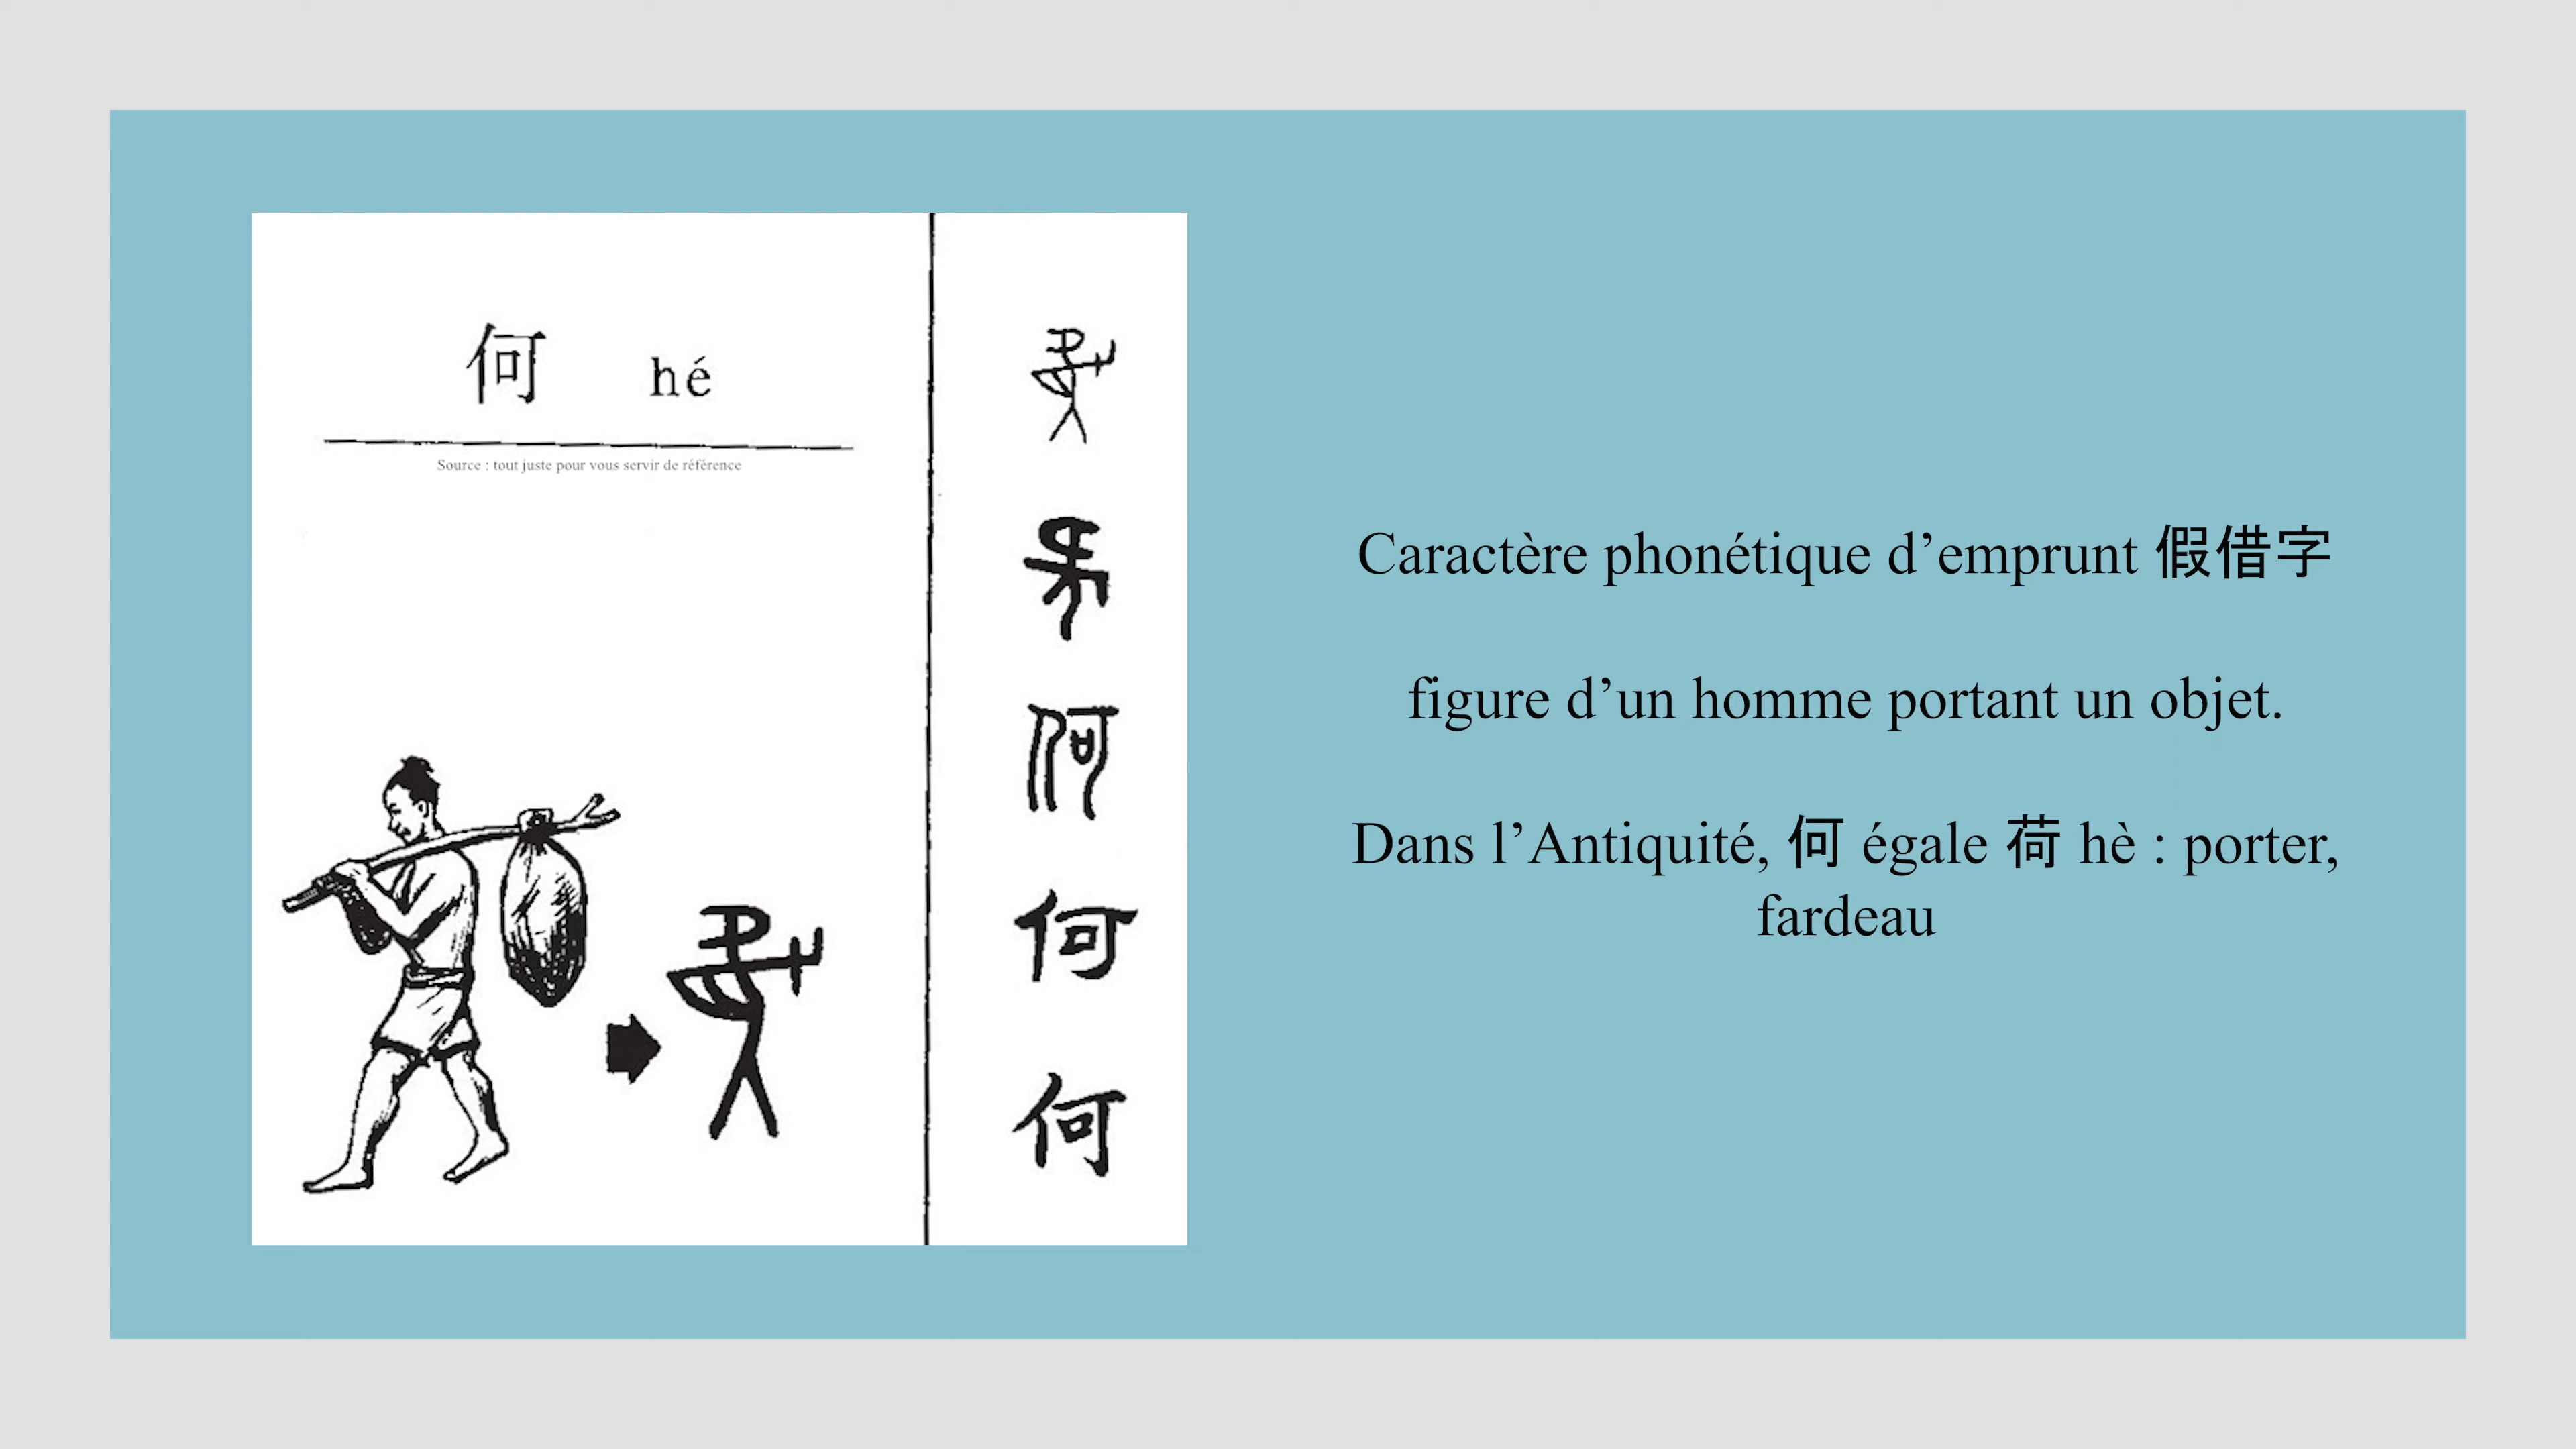 何 hé
Source : tout juste pour vous servir de référence
何
何
何
Caractère phonétique d’emprunt 假借字
figure d’un homme portant un objet.
Dans l’Antiquité, 何 égale 荷 hè : porter,
fardeau